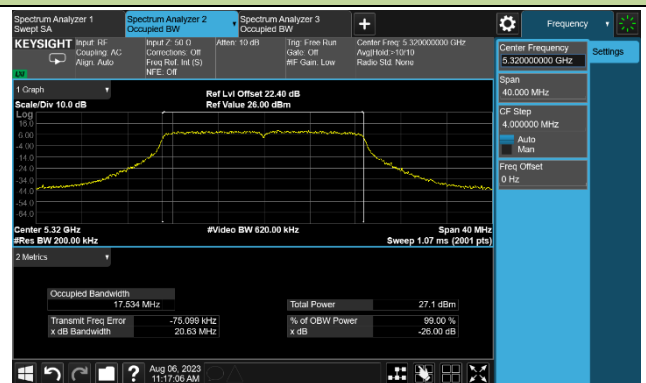 Spectrum Analyzer 1
Swept SA
Spectrum Analyzer 2
Occupied BW
Spectrum Analyzer 3
Occupied BW
+
Frequency
KEYSIGHT
Input: RF
Coupling: AC
Align: Auto
Input Z: 50 Ω
Corrections: Off
Freq Ref: Int (S)
NFE: Off
Atten: 10 dB
Trig: Free Run
Gate: Off
#IF Gain: Low
Center Freq: 5.320000000 GHz
Avg|Hold:>10/10
Radio Std: None
Center Frequency
5.320000000 GHz
Settings
Span
40.000 MHz
CF Step
4.000000 MHz
Auto
Man
Freq Offset
0 Hz
1 Graph
Scale/Div 10.0 dB
Ref Lvl Offset 22.40 dB
Ref Value 26.00 dBm
Log
16.0
6.00
-4.00
-14.0
-24.0
-34.0
-44.0
-54.0
-64.0
Center 5.32 GHz
#Res BW 200.00 kHz
#Video BW 620.00 kHz
Span 40 MHz
Sweep 1.07 ms (2001 pts)
2 Metrics
Occupied Bandwidth
17.534 MHz
Total Power 27.1 dBm
Transmit Freq Error -75.099 kHz
x dB Bandwidth 20.63 MHz
% of OBW Power 99.00 %
x dB -26.00 dB
?
Aug 06, 2023
11:17:06 AM